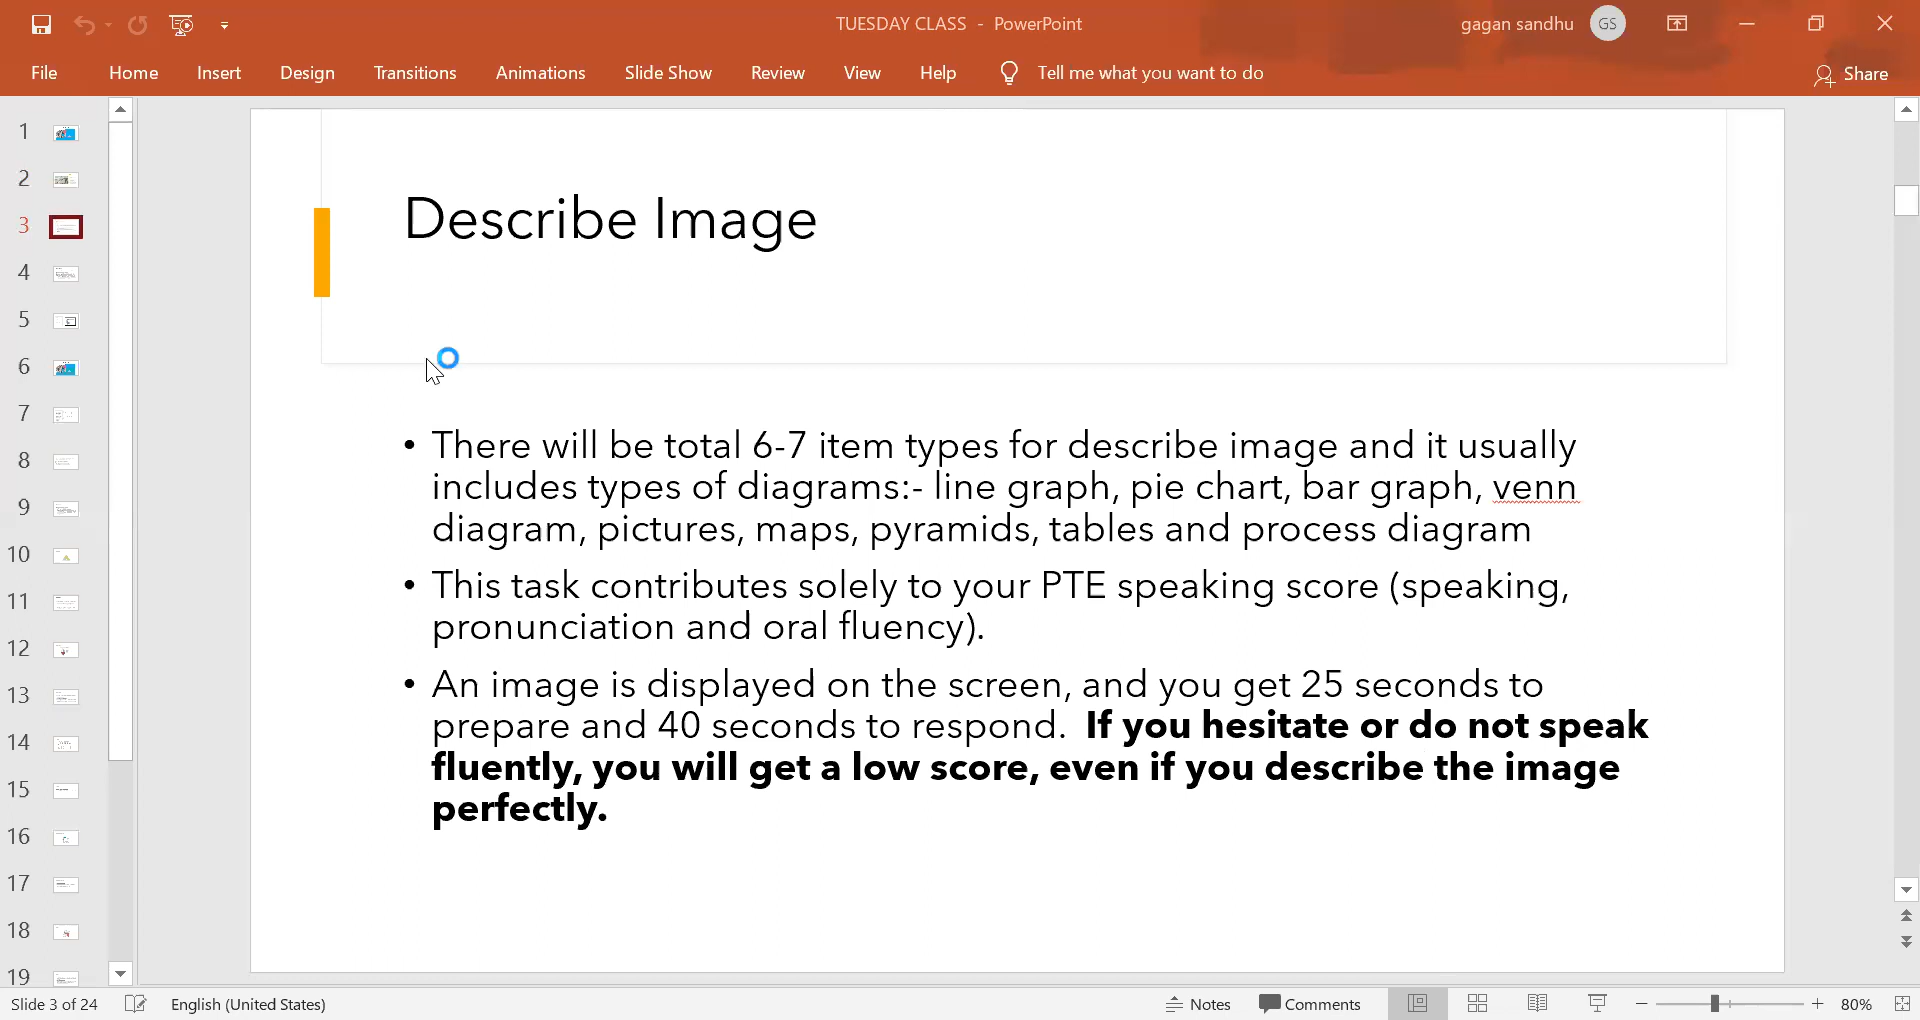 TUESDAY CLASS - PowerPoint
gagan sandhu GS
File Home Insert Design Transitions Animations Slide Show Review View Help Tell me what you want to do Share
1
2
3
4
5
6
7
8
9
10
11
12
13
14
15
16
17
18
19
Describe Image
• There will be total 6-7 item types for describe image and it usually
includes types of diagrams:- line graph, pie chart, bar graph, venn
diagram, pictures, maps, pyramids, tables and process diagram
• This task contributes solely to your PTE speaking score (speaking,
pronunciation and oral fluency).
• An image is displayed on the screen, and you get 25 seconds to
prepare and 40 seconds to respond. If you hesitate or do not speak
fluently, you will get a low score, even if you describe the image
perfectly.
Slide 3 of 24 English (United States) Notes Comments 80%